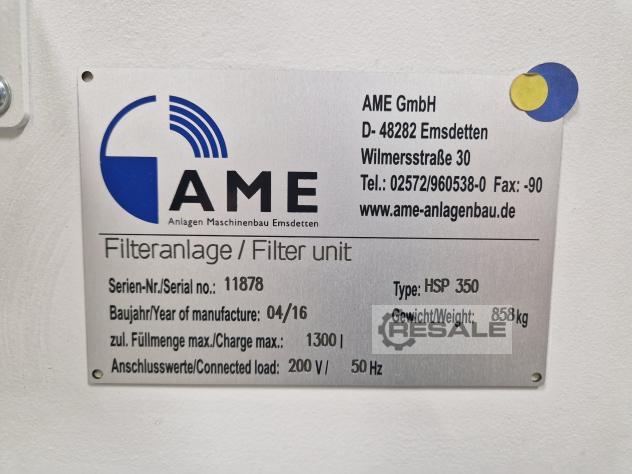 AME GmbH
D- 48282 Emsdetten
Wilmersstraße 30
Tel.: 02572/960538-0 Fax: -90
www.ame-anlagenbau.de
AME
Anlagen Maschinenbau Emsdetten
Filteranlage / Filter unit
Serien-Nr./Serial no.: 11878 Type: HSP 350
Baujahr/Year of manufacture: 04/16 Gewicht/Weight: 858 kg
RESALE
zul. Füllmenge max./Charge max.: 1300 l
Anschlusswerte/Connected load: 200 V / 50 Hz